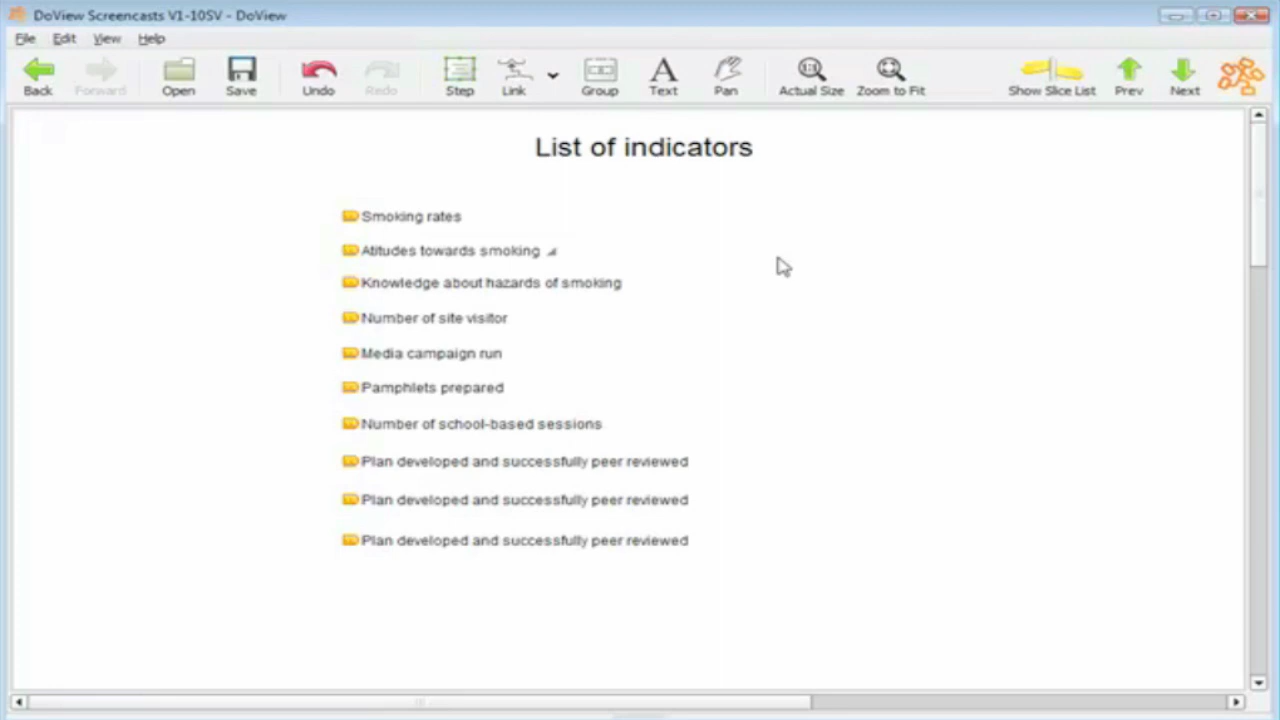 DoView Screencasts V1-10SV - DoView
File Edit View Help
Back Forward Open Save Undo Redo Step Link Group Text Pan Actual Size Zoom to Fit Show Slice List Prev Next
List of indicators
Smoking rates
Atitudes towards smoking
Knowledge about hazards of smoking
Number of site visitor
Media campaign run
Pamphlets prepared
Number of school-based sessions
Plan developed and successfully peer reviewed
Plan developed and successfully peer reviewed
Plan developed and successfully peer reviewed